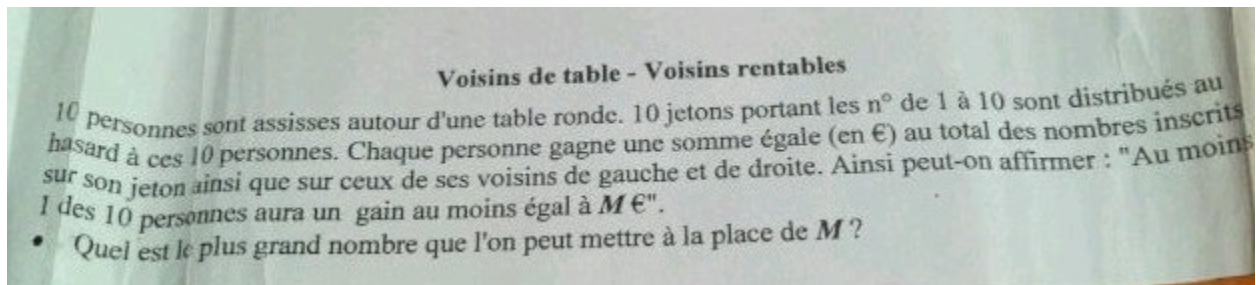 Voisins de table - Voisins rentables
10 personnes sont assisses autour d'une table ronde. 10 jetons portant les n° de 1 à 10 sont distribués au
hasard à ces 10 personnes. Chaque personne gagne une somme égale (en €) au total des nombres inscrits
sur son jeton ainsi que sur ceux de ses voisins de gauche et de droite. Ainsi peut-on affirmer : "Au moins
1 des 10 personnes aura un gain au moins égal à M €".
• Quel est le plus grand nombre que l'on peut mettre à la place de M ?